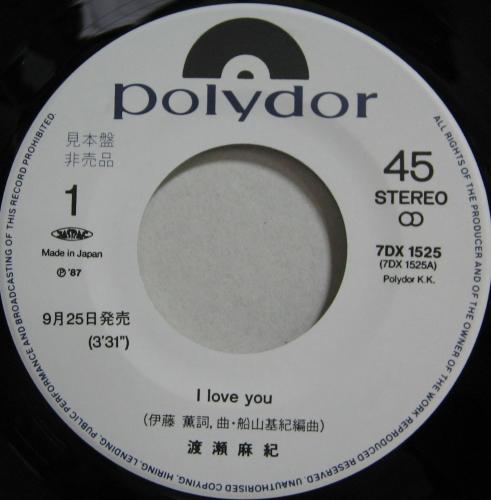 polydor
見本盤
非売品
1
JASRAC
Made in Japan
Ⓟ '87
9月25日発売
(3'31")
45
STEREO
7DX 1525
(7DX 1525A)
Polydor K.K.
I love you
(伊藤 薫詞,曲・船山基紀編曲)
渡瀬麻紀
ALL RIGHTS OF THE PRODUCER AND OF THE OWNER OF THE WORK REPRODUCED RESERVED. UNAUTHORISED COPYING, HIRING, LENDING, PUBLIC PERFORMANCE AND BROADCASTING OF THIS RECORD PROHIBITED.